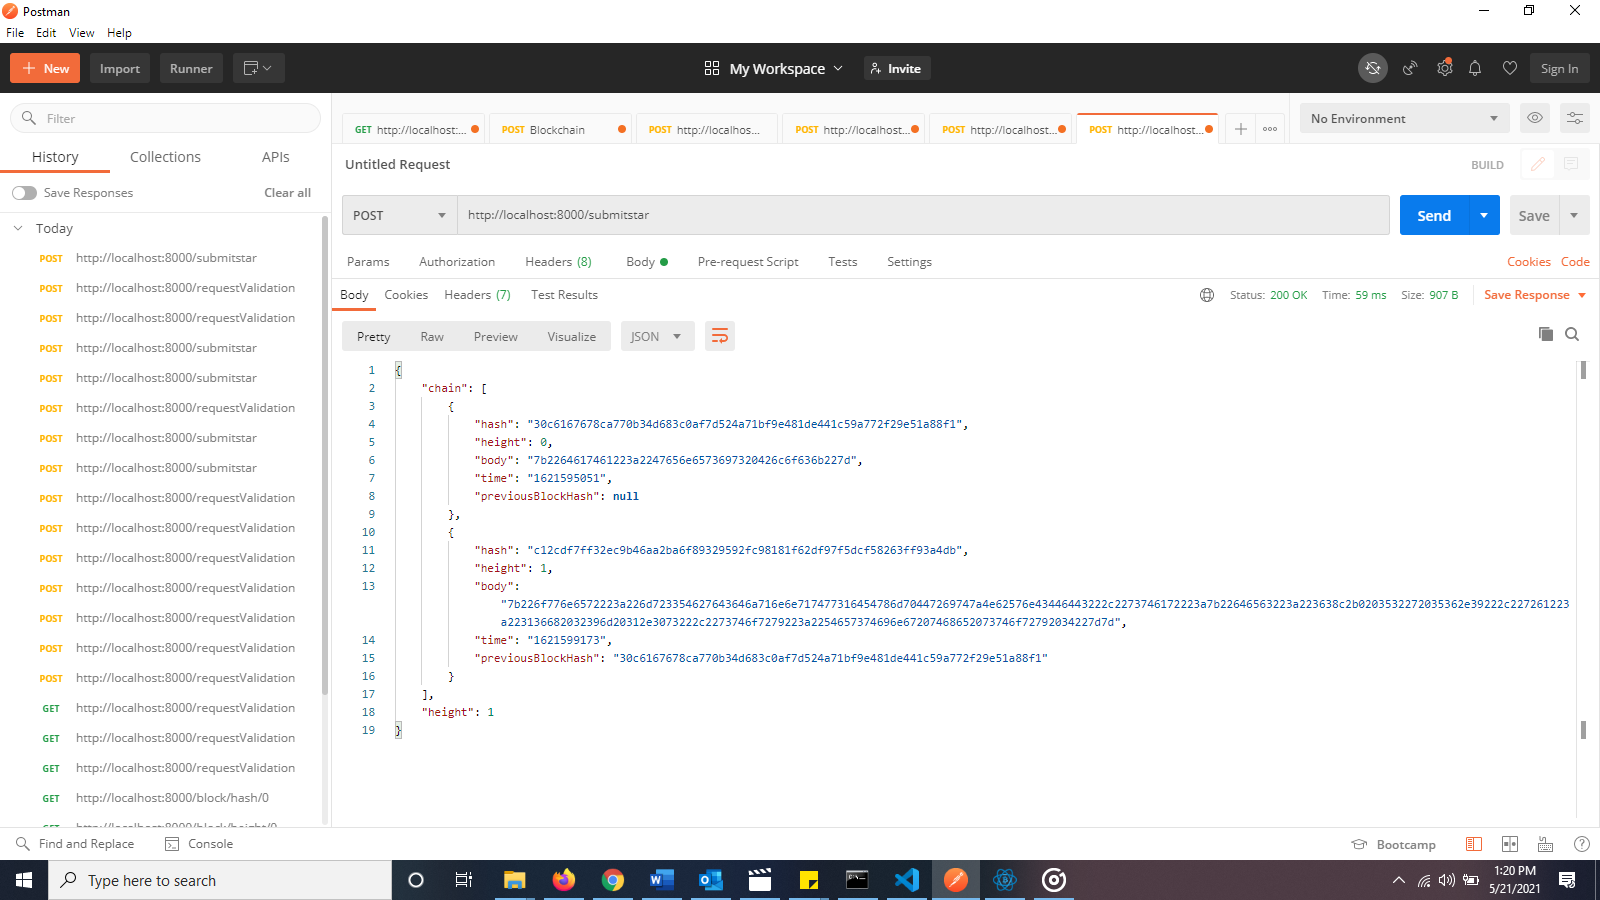 Postman
File Edit View Help
New Import Runner My Workspace Invite Sign In
Filter
History Collections APIs
Save Responses Clear all
Today
POST http://localhost:8000/submitstar
POST http://localhost:8000/requestValidation
POST http://localhost:8000/requestValidation
POST http://localhost:8000/submitstar
POST http://localhost:8000/submitstar
POST http://localhost:8000/requestValidation
POST http://localhost:8000/submitstar
POST http://localhost:8000/submitstar
POST http://localhost:8000/requestValidation
POST http://localhost:8000/requestValidation
POST http://localhost:8000/requestValidation
POST http://localhost:8000/requestValidation
POST http://localhost:8000/requestValidation
POST http://localhost:8000/requestValidation
POST http://localhost:8000/requestValidation
GET http://localhost:8000/requestValidation
GET http://localhost:8000/requestValidation
GET http://localhost:8000/requestValidation
GET http://localhost:8000/block/hash/0
GET http://localhost:8000/block/height/0
GET http://localhost:... POST Blockchain POST http://localhos... POST http://localhost... POST http://localhost... POST http://localhost... No Environment
Untitled Request BUILD
POST http://localhost:8000/submitstar Send Save
Params Authorization Headers (8) Body Pre-request Script Tests Settings Cookies Code
Body Cookies Headers (7) Test Results Status: 200 OK Time: 59 ms Size: 907 B Save Response
Pretty Raw Preview Visualize JSON
1 {
2 "chain": [
3 {
4 "hash": "30c6167678ca770b34d683c0af7d524a71bf9e481de441c59a772f29e51a88f1",
5 "height": 0,
6 "body": "7b2264617461223a2247656e6573697320426c6f636b227d",
7 "time": "1621595051",
8 "previousBlockHash": null
9 },
10 {
11 "hash": "c12cdf7ff32ec9b46aa2ba6f89329592fc98181f62df97f5dcf58263ff93a4db",
12 "height": 1,
13 "body":
"7b226f776e6572223a226d723354627643646a716e6e717477316454786d70447269747a4e62576e43446443222c2273746172223a7b22646563223a223638c2b0203532272035362e39222c227261223
a223136682032396d20312e3073222c2273746f7279223a2254657374696e67207468652073746f72792034227d7d",
14 "time": "1621599173",
15 "previousBlockHash": "30c6167678ca770b34d683c0af7d524a71bf9e481de441c59a772f29e51a88f1"
16 }
17 ],
18 "height": 1
19 }
Find and Replace Console Bootcamp
Type here to search
1:20 PM
5/21/2021